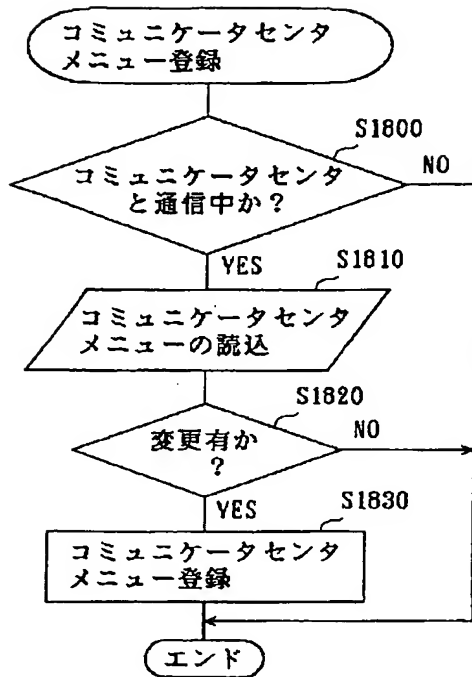 コミュニケータセンタ
メニュー登録
S1800
コミュニケータセンタ
と通信中か？
NO
YES
S1810
コミュニケータセンタ
メニューの読込
S1820
変更有か
？
NO
YES
S1830
コミュニケータセンタ
メニュー登録
エンド